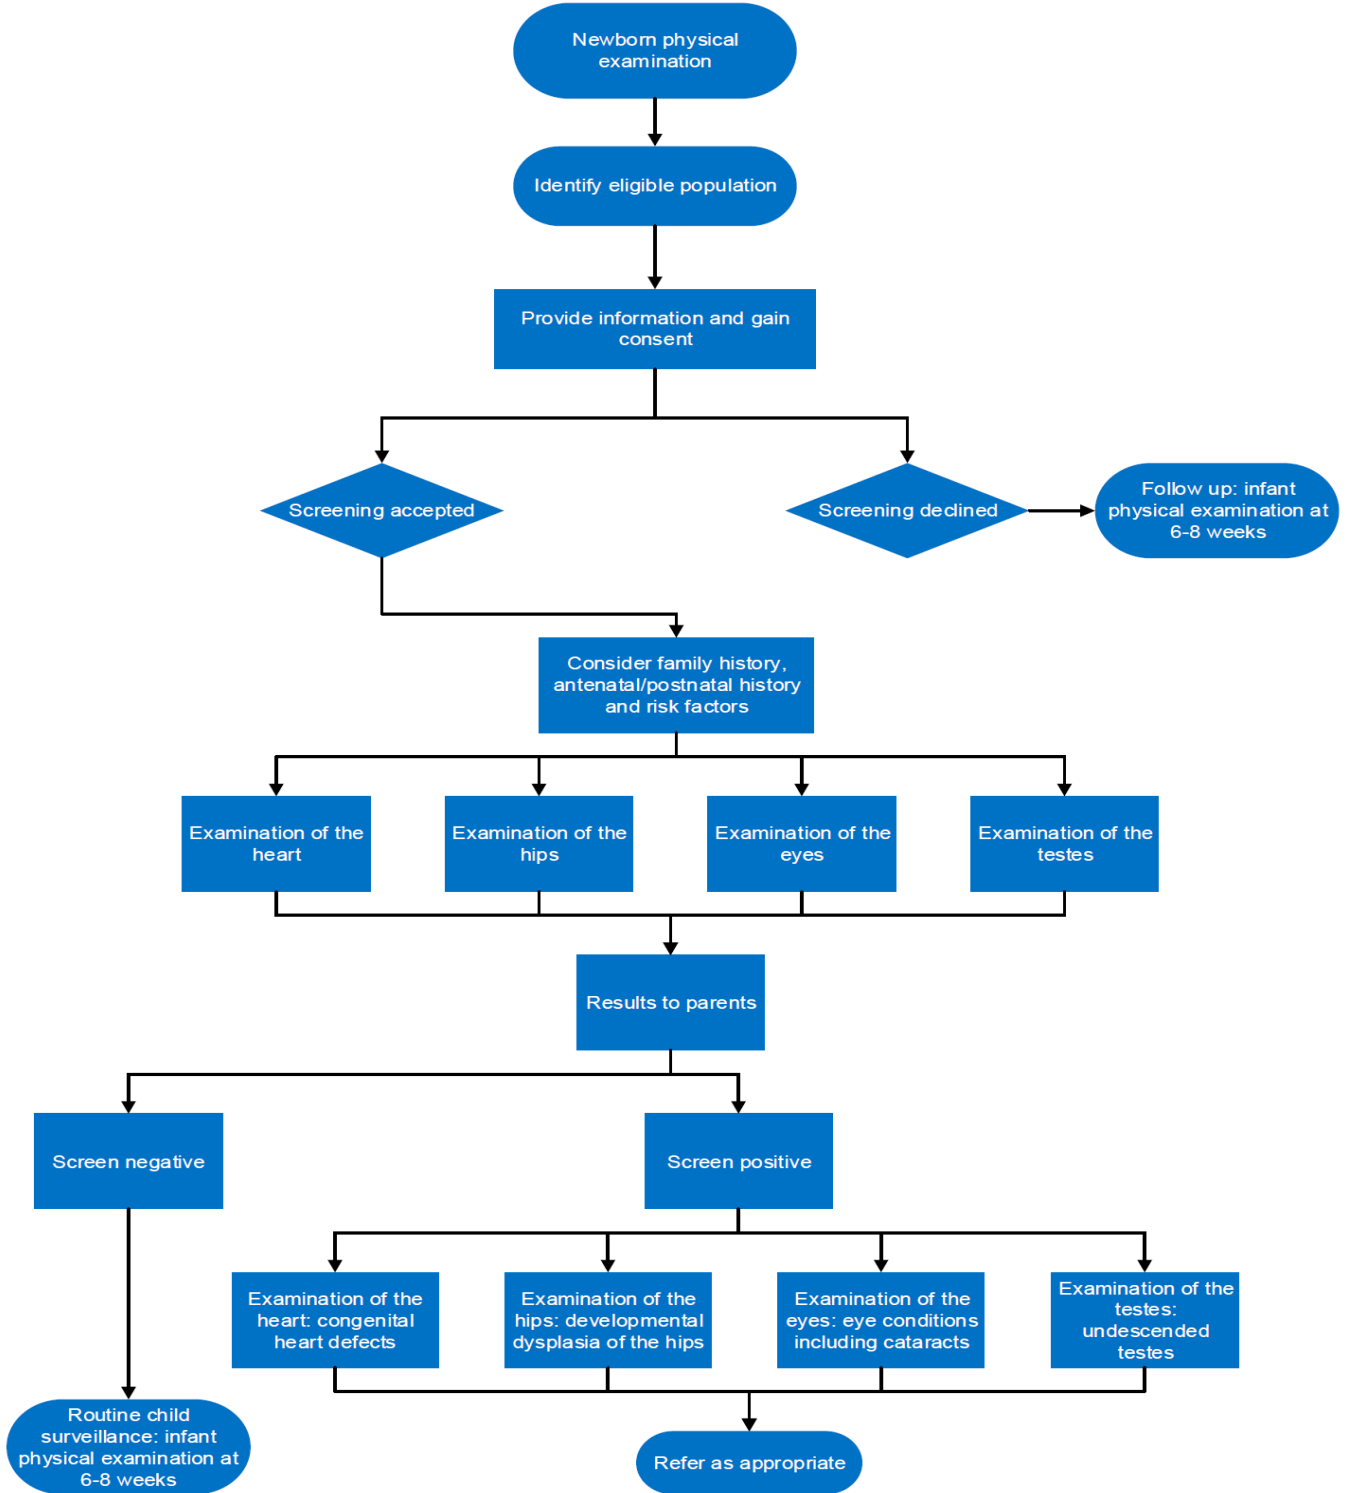 Newborn physical
examination
Identify eligible population
Provide information and gain
consent
Screening accepted
Screening declined
Follow up: infant
physical examination at
6-8 weeks
Consider family history,
antenatal/postnatal history
and risk factors
Examination of the
heart
Examination of the
hips
Examination of the
eyes
Examination of the
testes
Results to parents
Screen negative
Screen positive
Examination of the
heart: congenital
heart defects
Examination of the
hips: developmental
dysplasia of the hips
Examination of the
eyes: eye conditions
including cataracts
Examination of the
testes:
undescended
testes
Routine child
surveillance: infant
physical examination at
6-8 weeks
Refer as appropriate